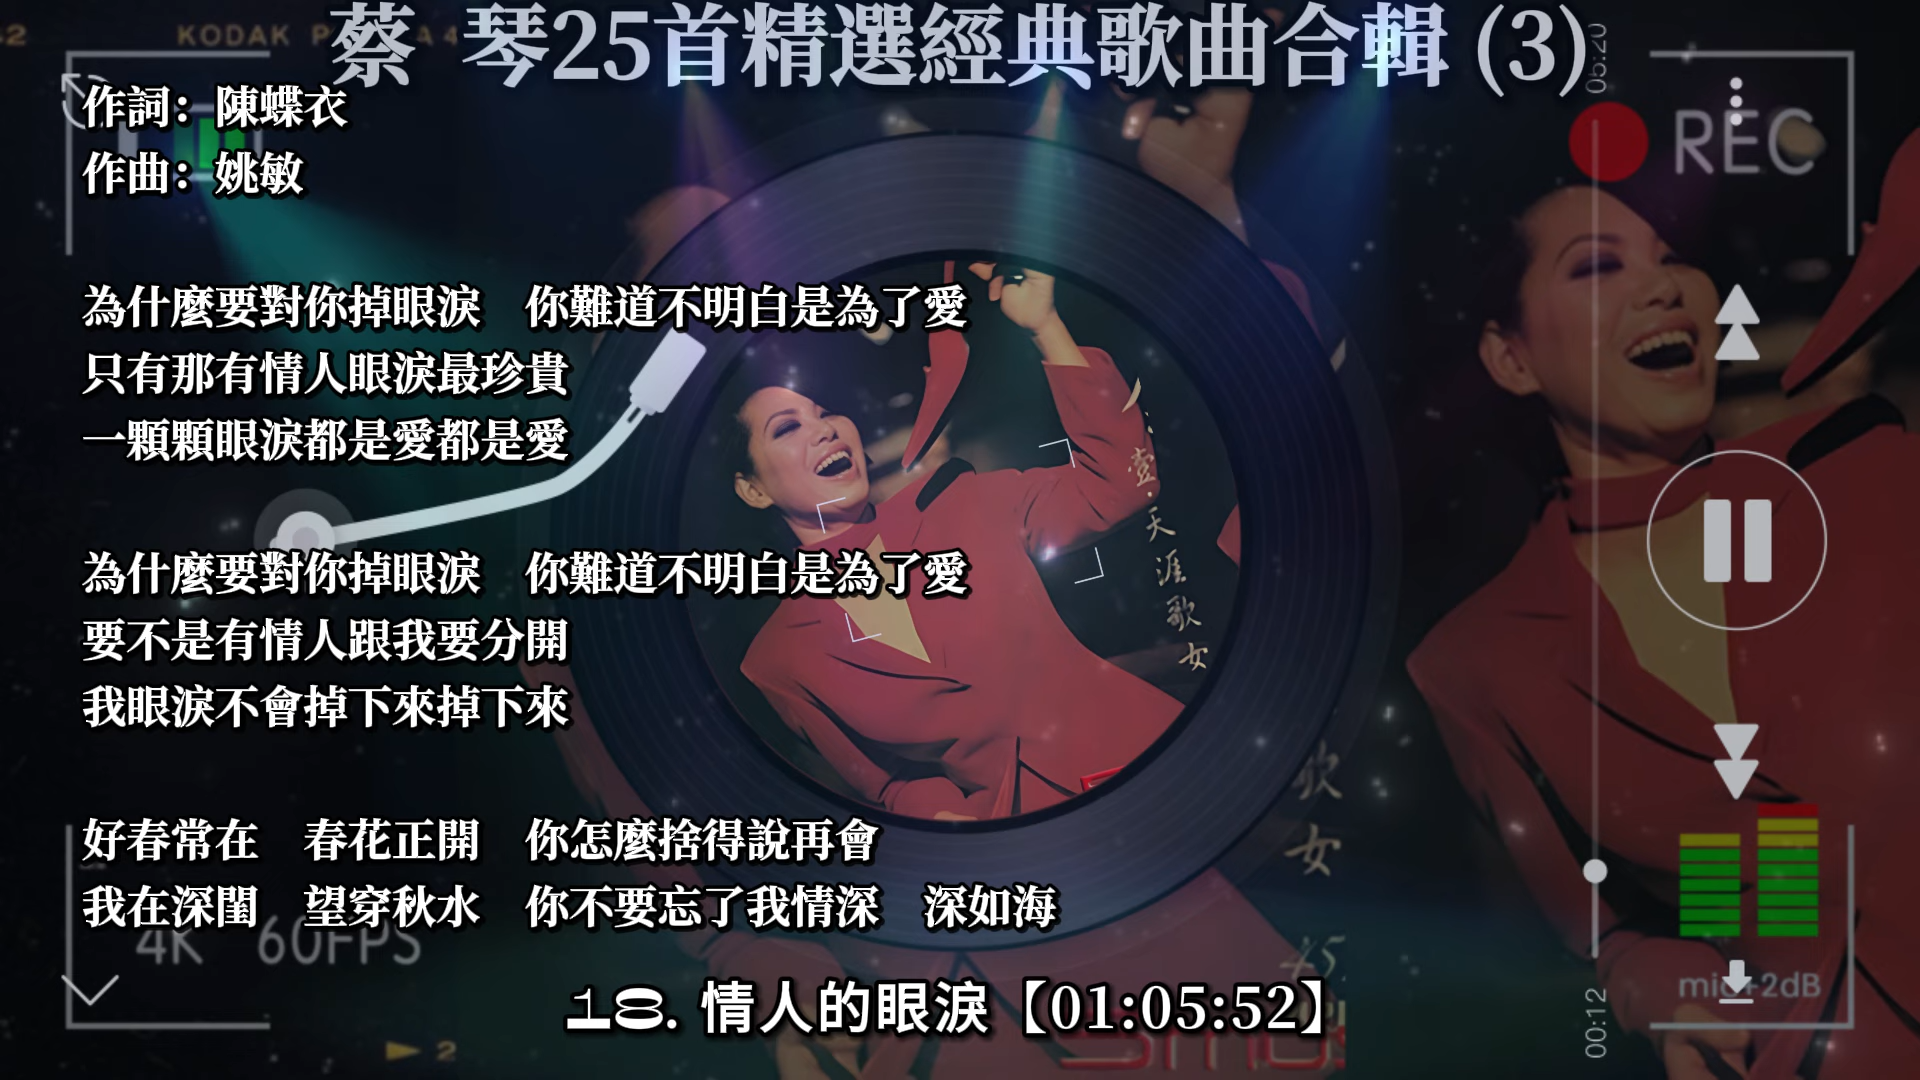 KODAK P
蔡 琴25首精選經典歌曲合輯 (3)
05:20
REC
作詞：陳蝶衣
作曲：姚敏
為什麼要對你掉眼淚　你難道不明白是為了愛
只有那有情人眼淚最珍貴
一顆顆眼淚都是愛都是愛
為什麼要對你掉眼淚　你難道不明白是為了愛
要不是有情人跟我要分開
我眼淚不會掉下來掉下來
好春常在　春花正開　你怎麼捨得說再會
我在深閨　望穿秋水　你不要忘了我情深　深如海
壹·天涯歌女
歌女
4K 60FPS
mic+2dB
00:12
18. 情人的眼淚【01:05:52】
2